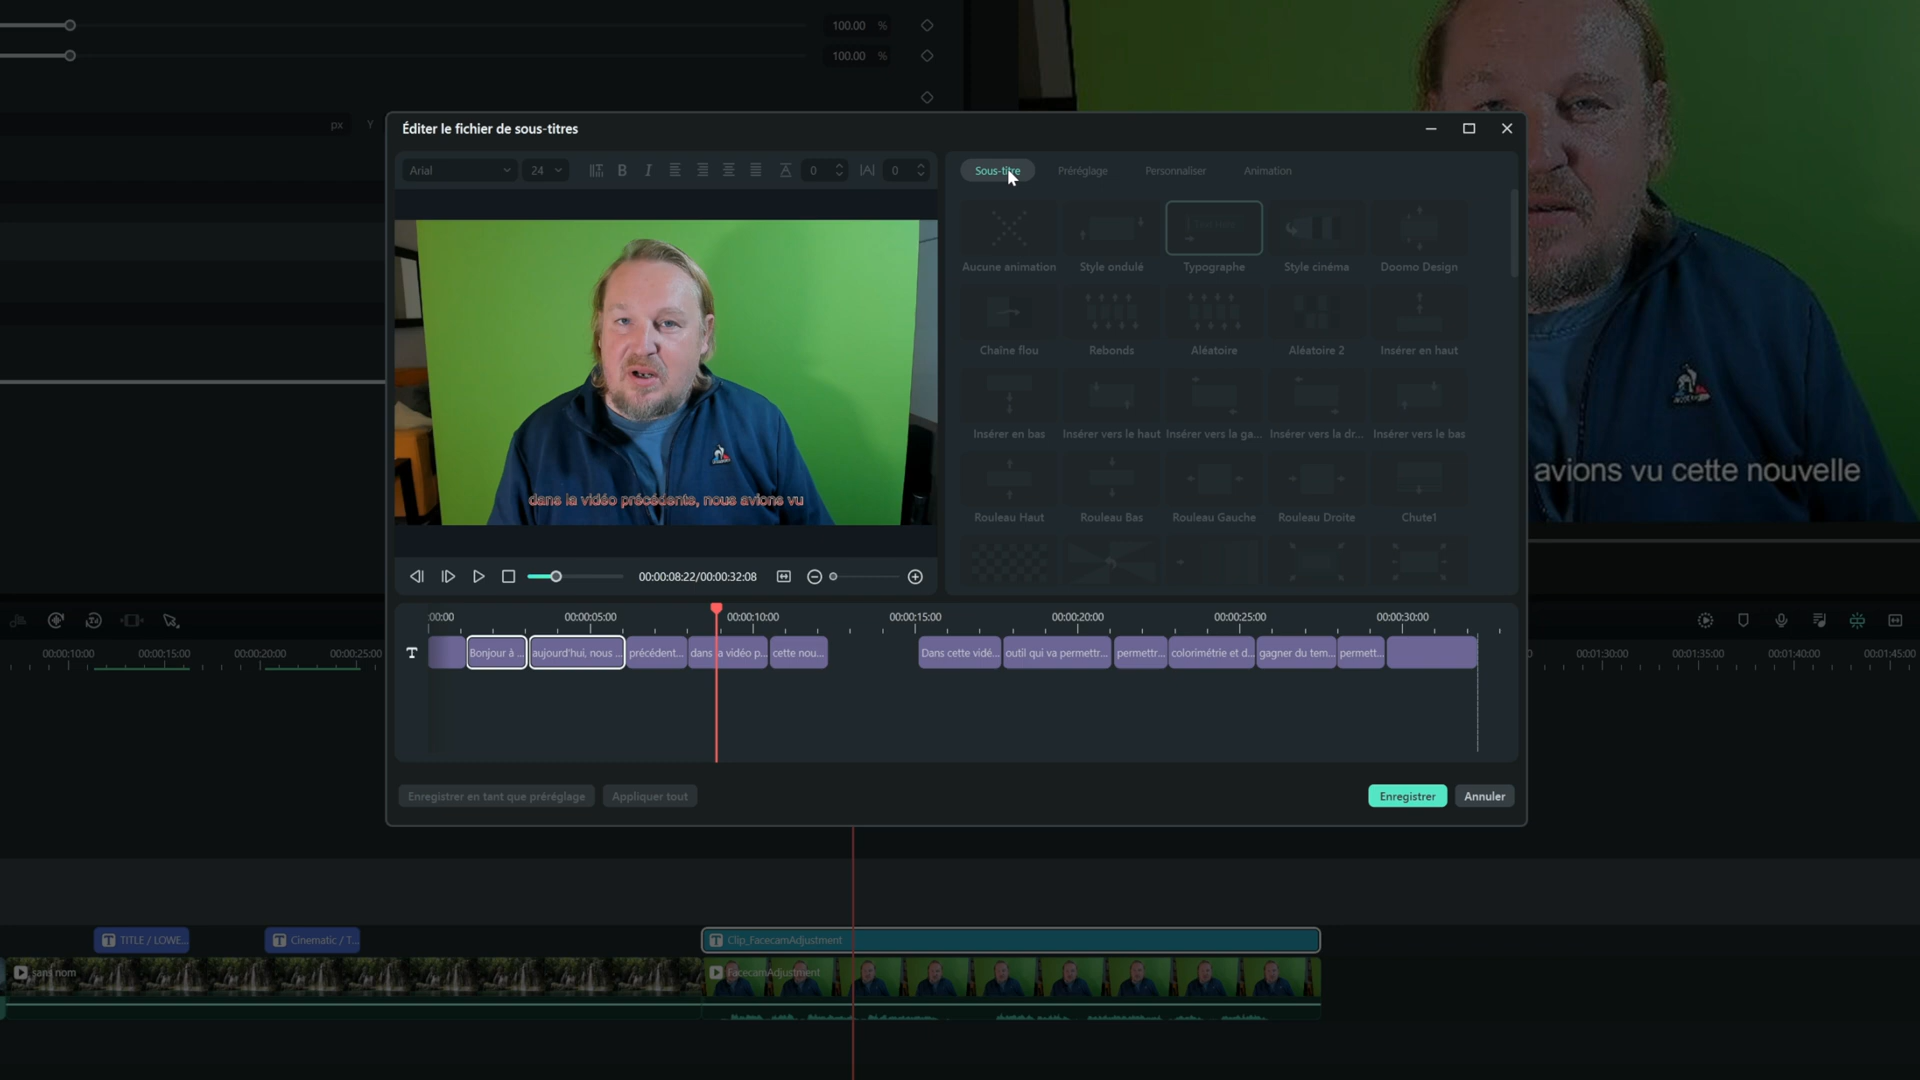 100.00 %
100.00 %
px Y
Éditer le fichier de sous-titres
Arial 24 B I 0 0
Sous-titre Préréglage Personnaliser Animation
Aucune animation Style ondulé Typographe Style cinéma Doomo Design
Chaîne flou Rebonds Aléatoire Aléatoire 2 Insérer en haut
Insérer en bas Insérer vers le haut Insérer vers la ga... Insérer vers la dr... Insérer vers le bas
Rouleau Haut Rouleau Bas Rouleau Gauche Rouleau Droite Chute1
dans la vidéo précédente, nous avions vu
avions vu cette nouvelle
00:00:08:22/00:00:32:08
:00:00 00:00:05:00 00:00:10:00 00:00:15:00 00:00:20:00 00:00:25:00 00:00:30:00
T Bonjour à ... aujourd'hui, nous ... précédent... dans la vidéo p... cette nou... Dans cette vidé... outil qui va permettr... permettr... colorimétrie et d... gagner du tem... permett...
00:00:10:00 00:00:15:00 00:00:20:00 00:00:25:00 0 00:01:30:00 00:01:35:00 00:01:40:00 00:01:45:00
Enregistrer en tant que préréglage Appliquer tout Enregistrer Annuler
T TITLE / LOWE... T Cinematic / T... T Clip_FacecamAdjustment
sans nom FacecamAdjustment